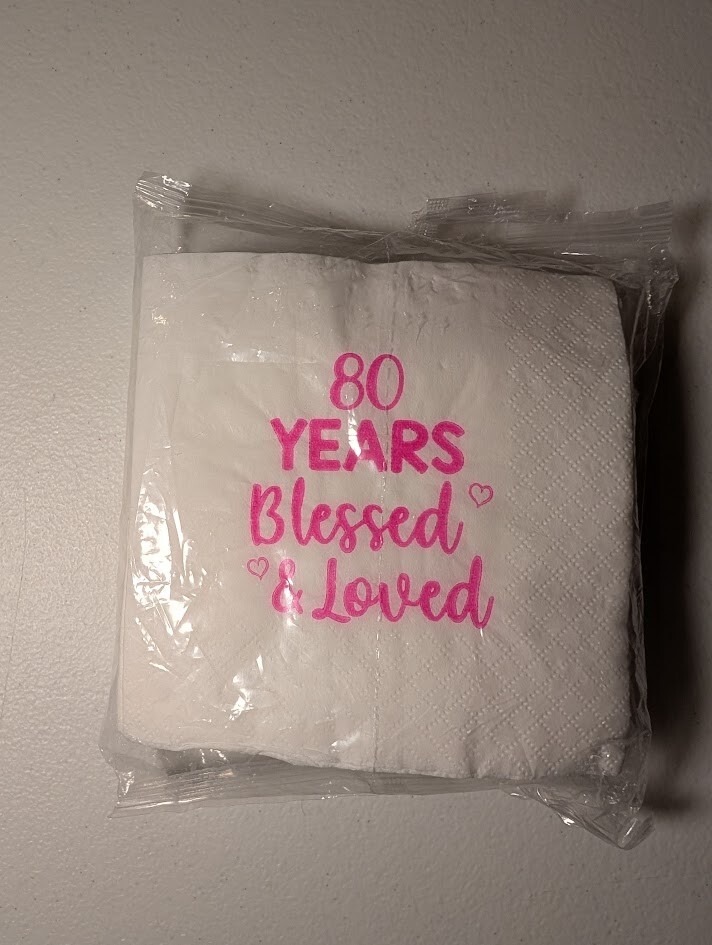 80
YEARS
Blessed
& Loved